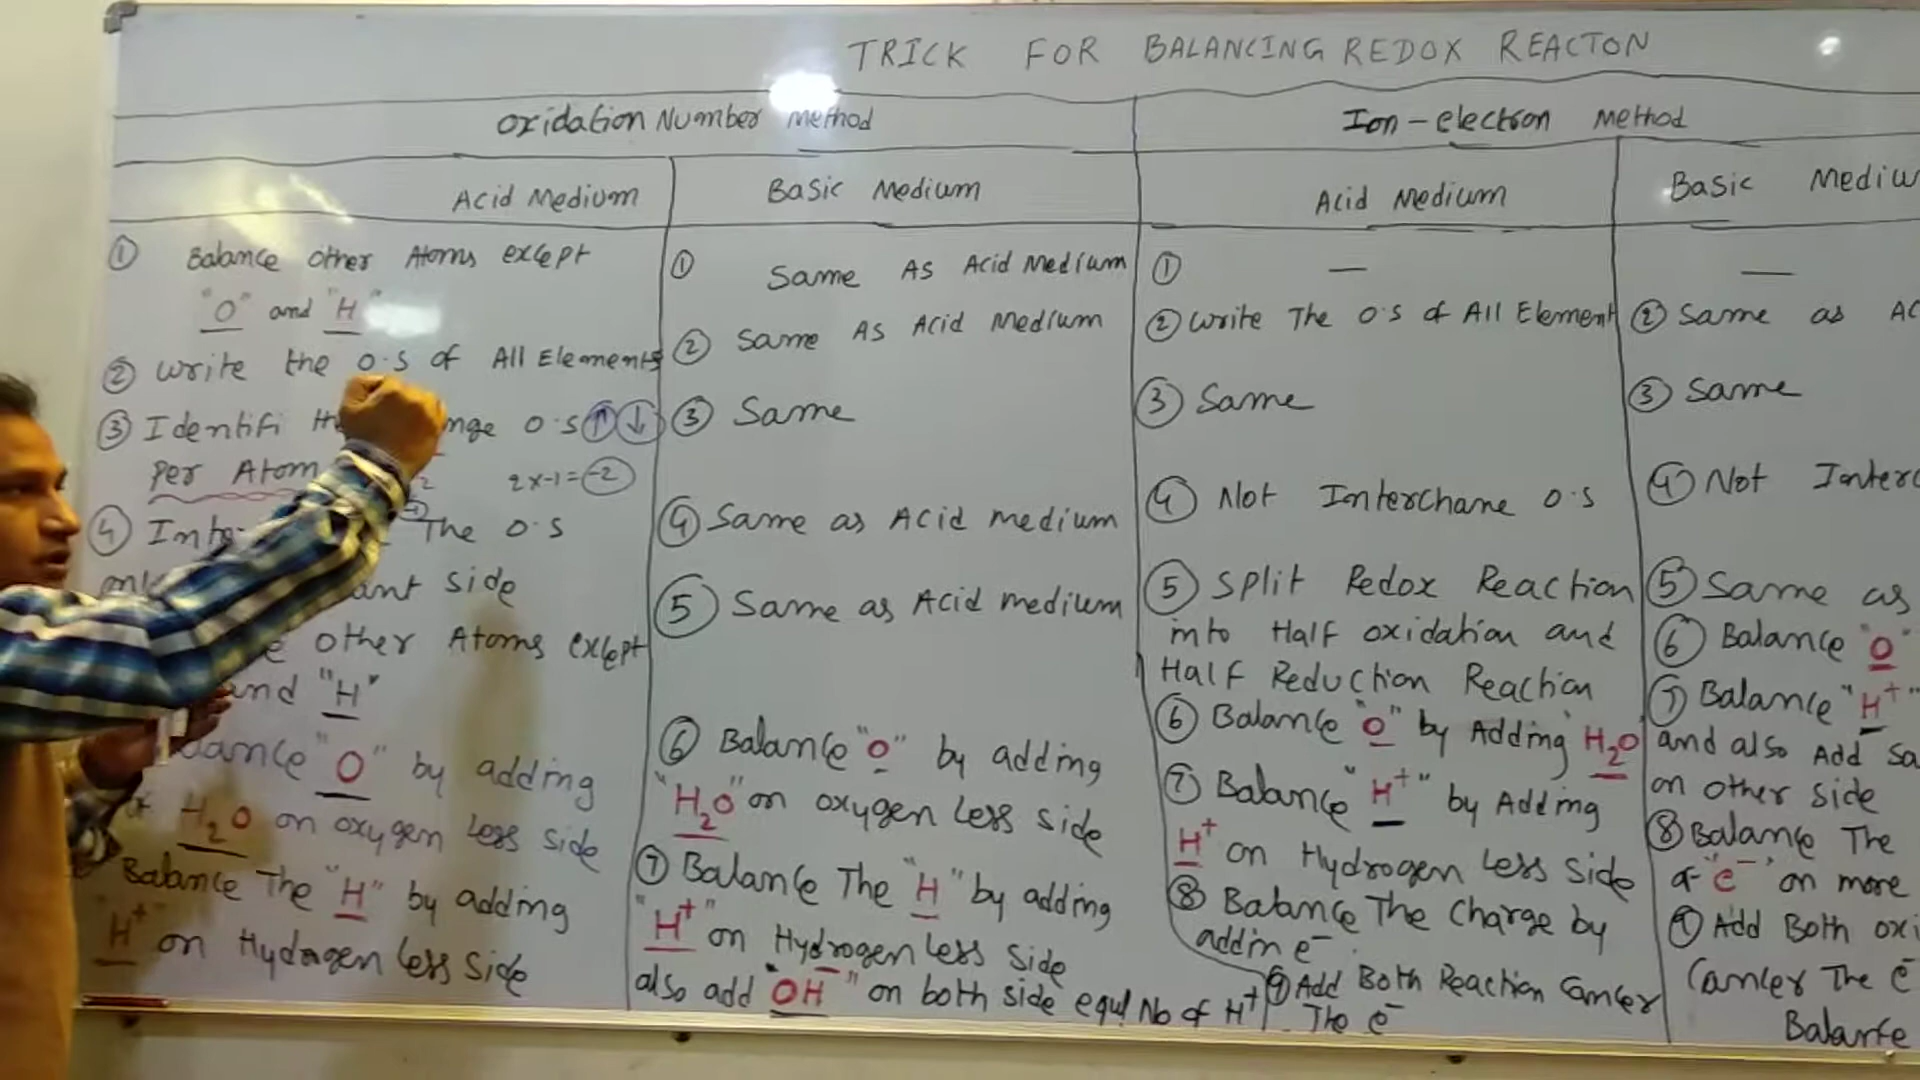 TRICK FOR BALANCING REDOX REACTON
Oxidation Number Method
Ion-electron Method
Acid Medium
① Balance other Atoms except
"O" and "H"
② Write the O.S of All Elements
③ Identifi O.S ↑ ↓
Per Atom 2x-1=-2
④ The O.S
side
other Atoms except
and "H"
"O" by adding
H2O on oxygen Less side
Balance The "H" by adding
"H+" on Hydrogen Less Side
Basic Medium
① Same As Acid Medium
② Same As Acid Medium
③ Same
④ Same as Acid medium
⑤ Same as Acid medium
⑥ Balance "O" by adding
"H2O" on oxygen Less side
⑦ Balance The "H" by adding
"H+" on Hydrogen Less Side
also add "OH-" on both side equl No of H+
Acid Medium
① —
② Write The O.S of All Element
③ Same
④ Not Interchane O.S
⑤ Split Redox Reaction
into Half oxidation and
Half Reduction Reaction
⑥ Balance "O" by Adding H2O
⑦ Balance "H+" by Adding
H+ on Hydrogen Less Side
⑧ Balance The Charge by
addin e-
⑨ Add Both Reaction Cancer
The e-
Basic Mediu
—
② Same as AC
③ Same
④ Not Interc
⑤ Same as
⑥ Balance "O"
⑦ Balance "H+"
and also Add Sa
on other side
⑧ Balance The
of "e-" on more
⑨ Add Both oxi
Cancer The e-
Balance